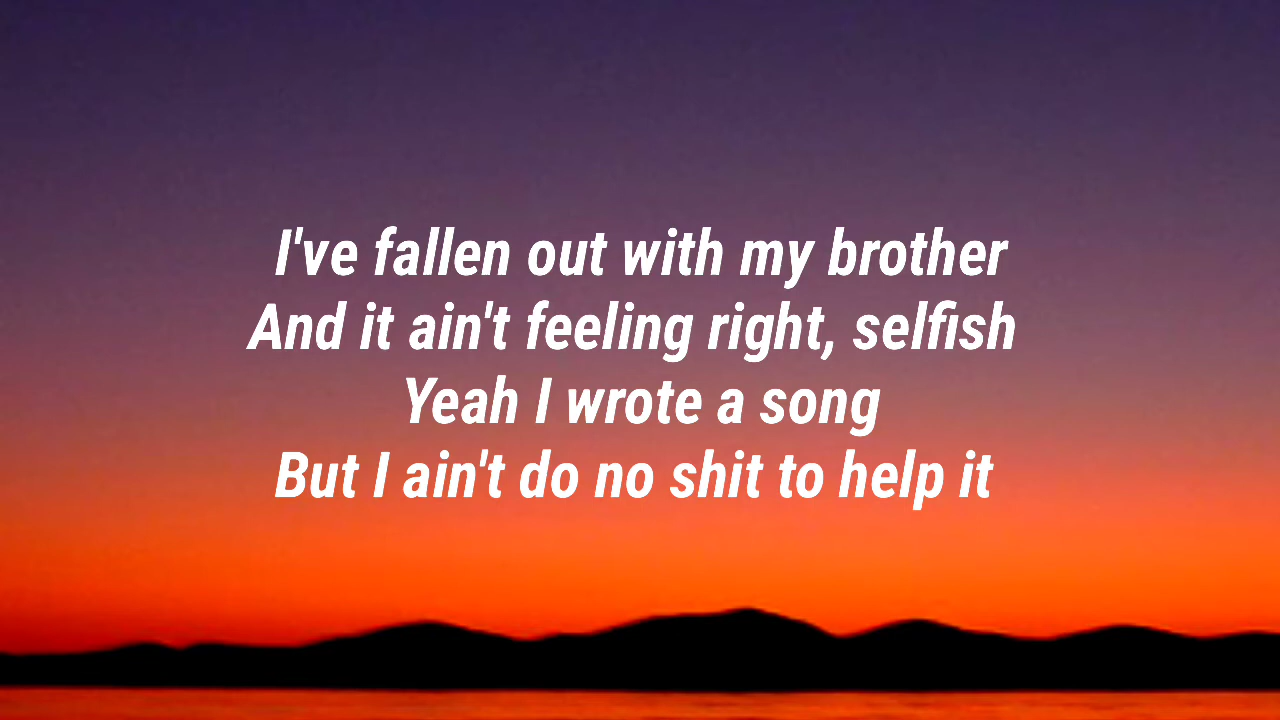 I've fallen out with my brother
And it ain't feeling right, selfish
Yeah I wrote a song
But I ain't do no shit to help it